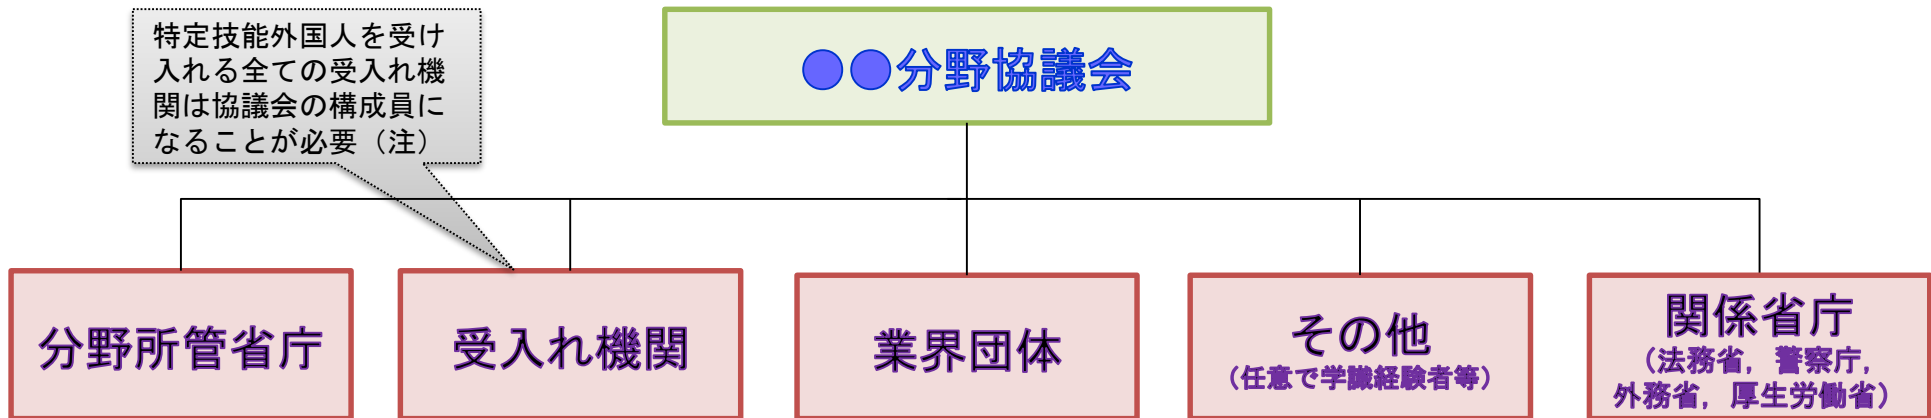 特定技能外国人を受け
入れる全ての受入れ機
関は協議会の構成員に
なることが必要（注）
●●分野協議会
分野所管省庁
受入れ機関
業界団体
その他
（任意で学識経験者等）
関係省庁
（法務省，警察庁，
外務省，厚生労働省）